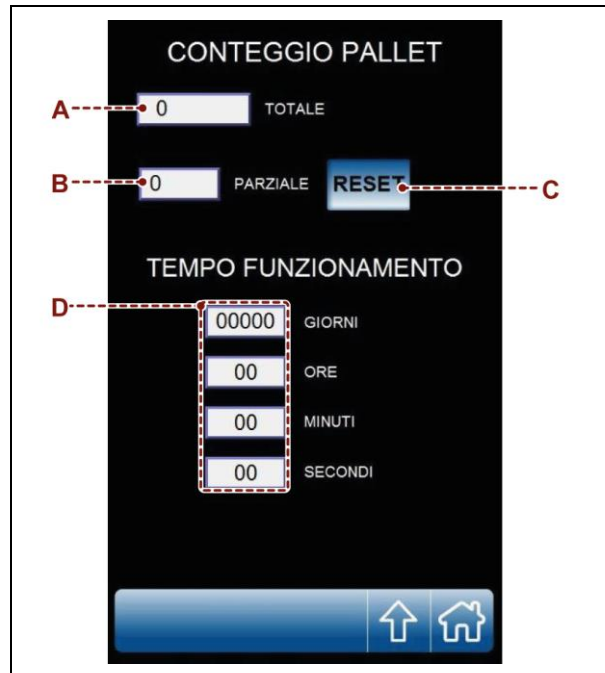 CONTEGGIO PALLET
A 0 TOTALE
B 0 PARZIALE RESET C
TEMPO FUNZIONAMENTO
D 00000 GIORNI
00 ORE
00 MINUTI
00 SECONDI